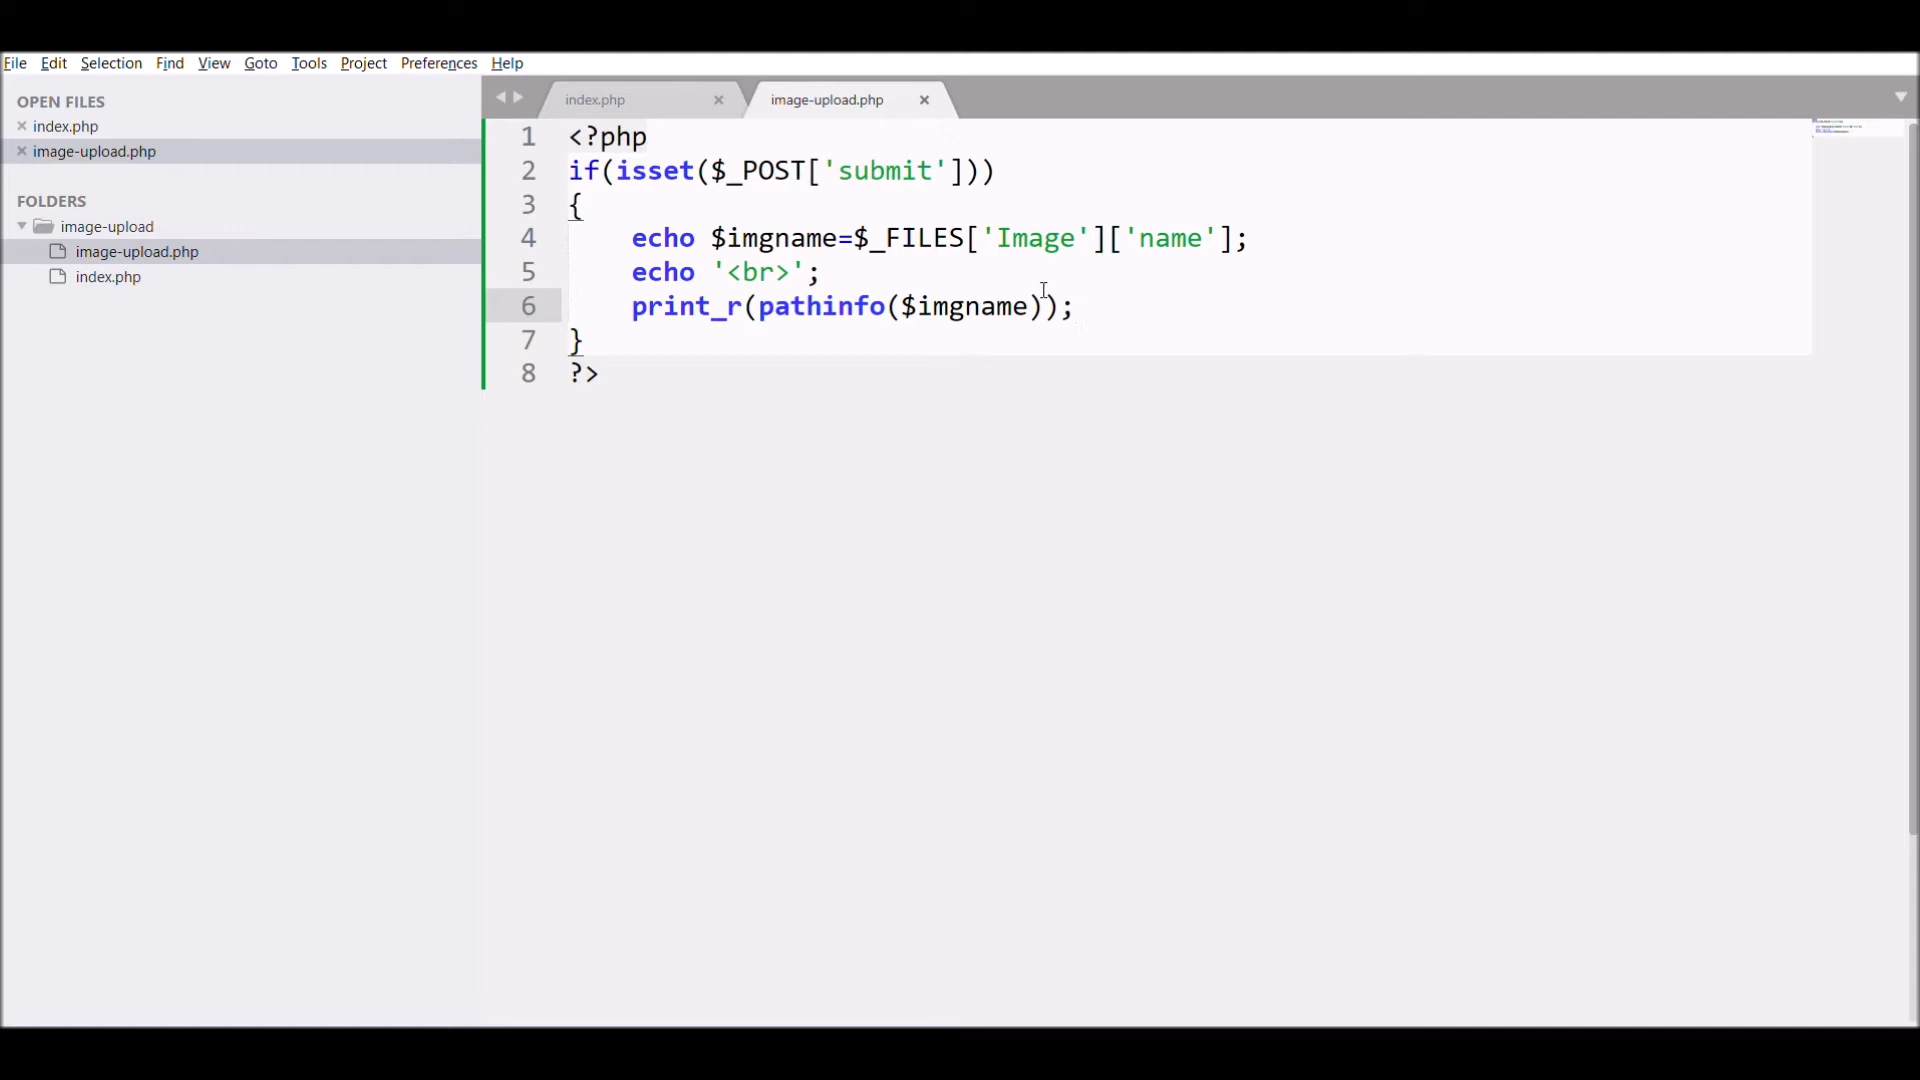 File Edit Selection Find View Goto Tools Project Preferences Help
OPEN FILES
index.php
image-upload.php
FOLDERS
image-upload
image-upload.php
index.php
index.php image-upload.php
1 <?php
2 if(isset($_POST['submit']))
3 {
4 echo $imgname=$_FILES['Image']['name'];
5 echo '<br>';
6 print_r(pathinfo($imgname));
7 }
8 ?>